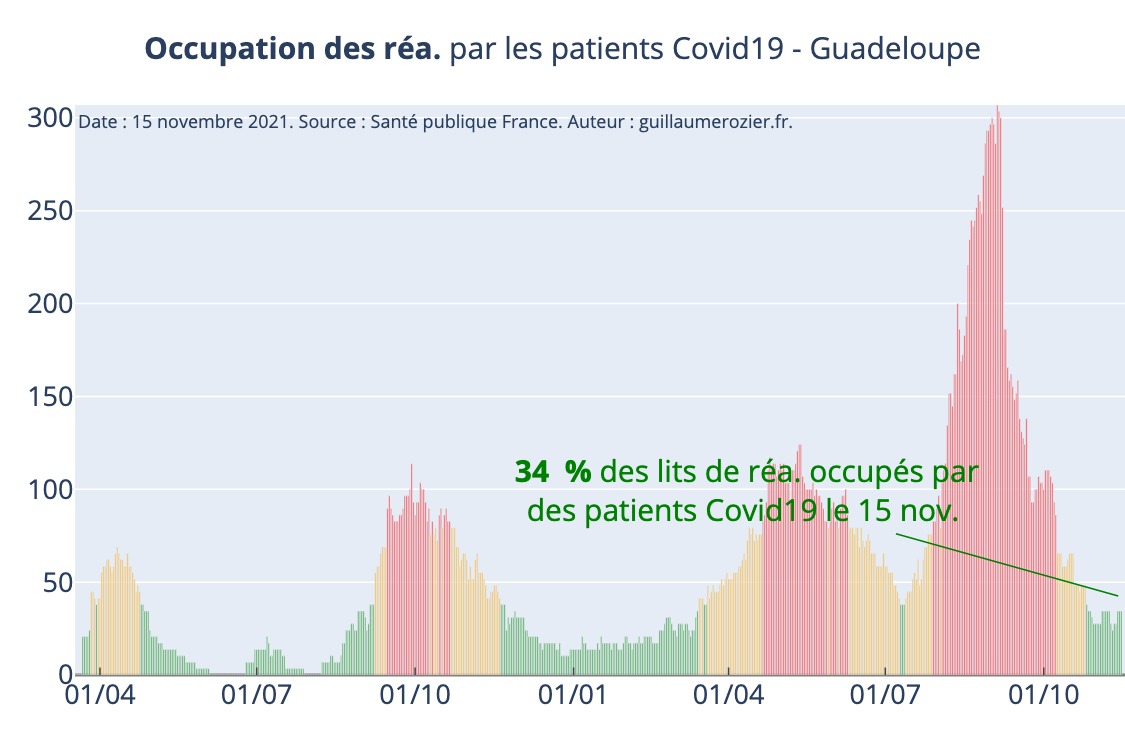 Occupation des réa. par les patients Covid19 - Guadeloupe
300
Date : 15 novembre 2021. Source : Santé publique France. Auteur : guillaumerozier.fr.
250
200
150
100
50
0
34 % des lits de réa. occupés par
des patients Covid19 le 15 nov.
01/04 01/07 01/10 01/01 01/04 01/07 01/10